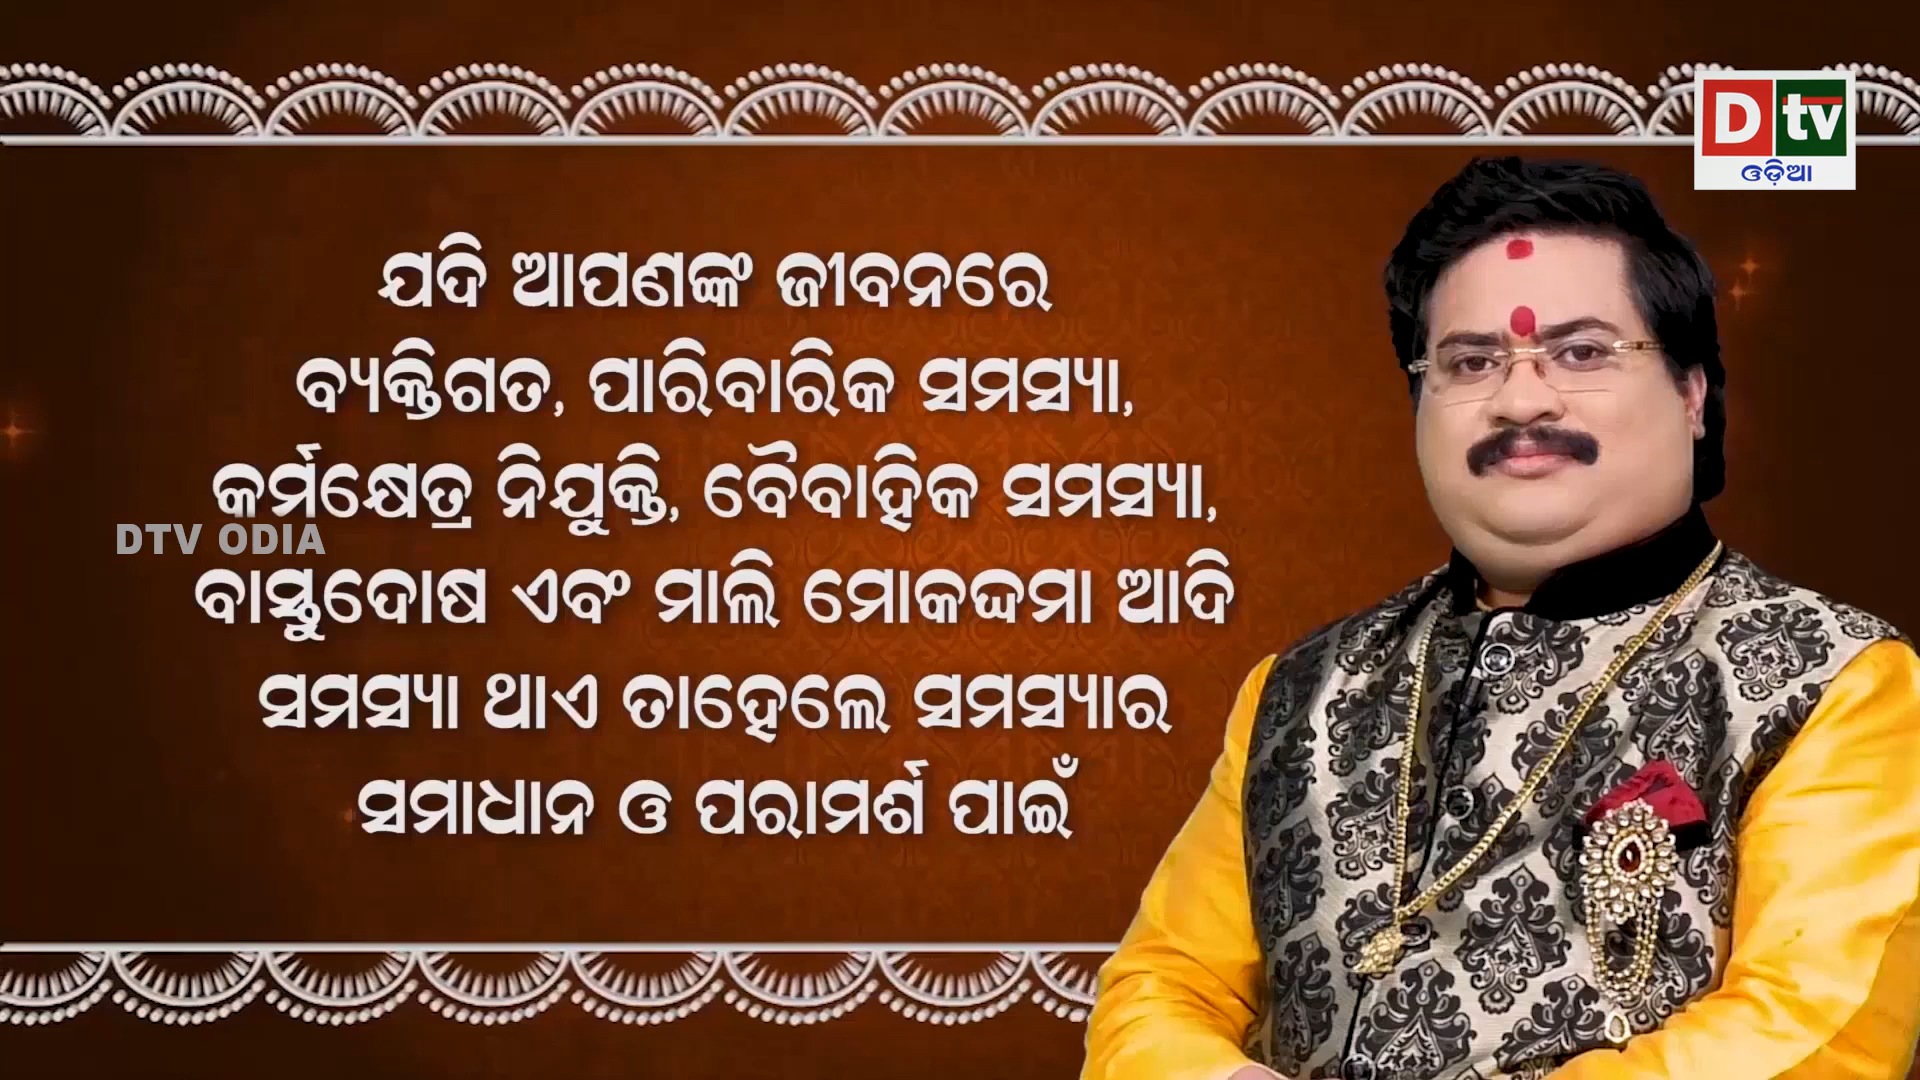 Dtv
ଓଡ଼ିଆ
ଯଦି ଆପଣଙ୍କ ଜୀବନରେ
ବ୍ୟକ୍ତିଗତ, ପାରିବାରିକ ସମସ୍ୟା,
କର୍ମକ୍ଷେତ୍ର ନିଯୁକ୍ତି, ବୈବାହିକ ସମସ୍ୟା,
DTV ODIA
ବାସ୍ତୁଦୋଷ ଏବଂ ମାଲି ମୋକଦ୍ଦମା ଆଦି
ସମସ୍ୟା ଥାଏ ତାହେଲେ ସମସ୍ୟାର
ସମାଧାନ ଓ ପରାମର୍ଶ ପାଇଁ